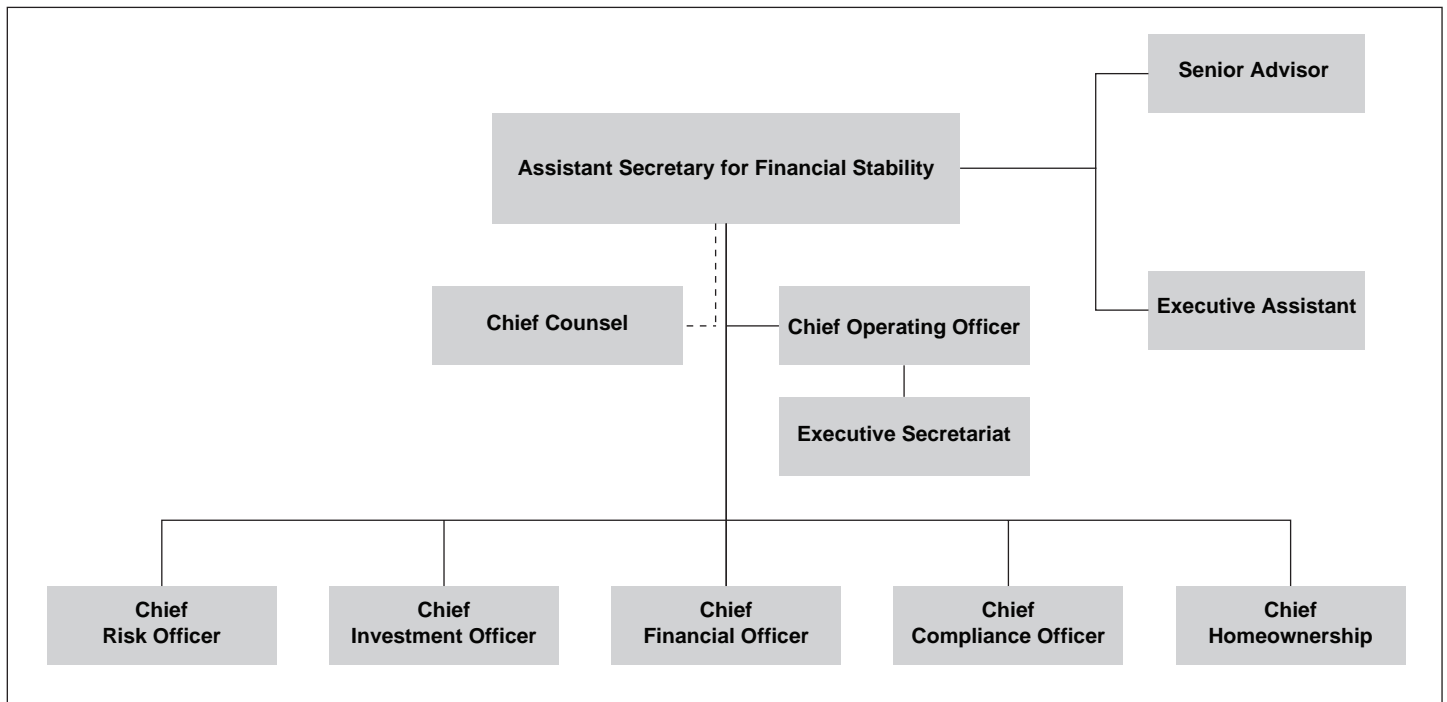 Senior Advisor
Assistant Secretary for Financial Stability
Executive Assistant
Chief Counsel
Chief Operating Officer
Executive Secretariat
Chief
Risk Officer
Chief
Investment Officer
Chief
Financial Officer
Chief
Compliance Officer
Chief
Homeownership